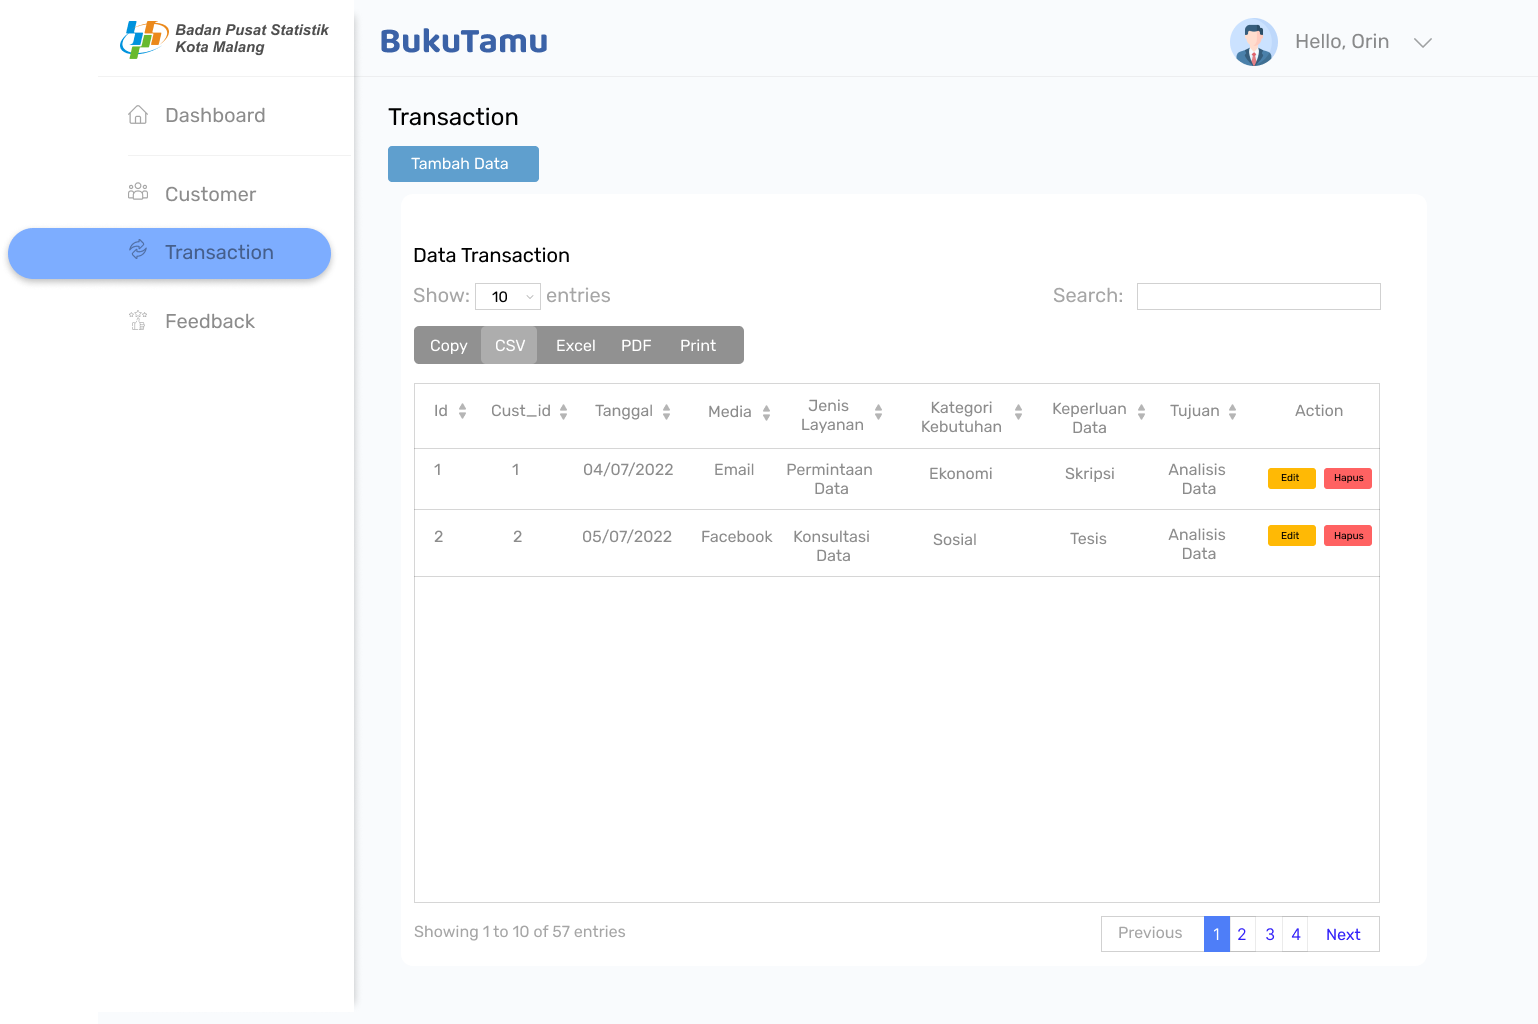 Badan Pusat Statistik
Kota Malang
BukuTamu
Hello, Orin
Dashboard
Customer
Transaction
Feedback
Transaction
Tambah Data
Data Transaction
Show: 10 entries
Search:
Copy CSV Excel PDF Print
Id Cust_id Tanggal Media Jenis Layanan Kategori Kebutuhan Keperluan Data Tujuan Action
1 1 04/07/2022 Email Permintaan Data Ekonomi Skripsi Analisis Data Edit Hapus
2 2 05/07/2022 Facebook Konsultasi Data Sosial Tesis Analisis Data Edit Hapus
Showing 1 to 10 of 57 entries
Previous 1 2 3 4 Next